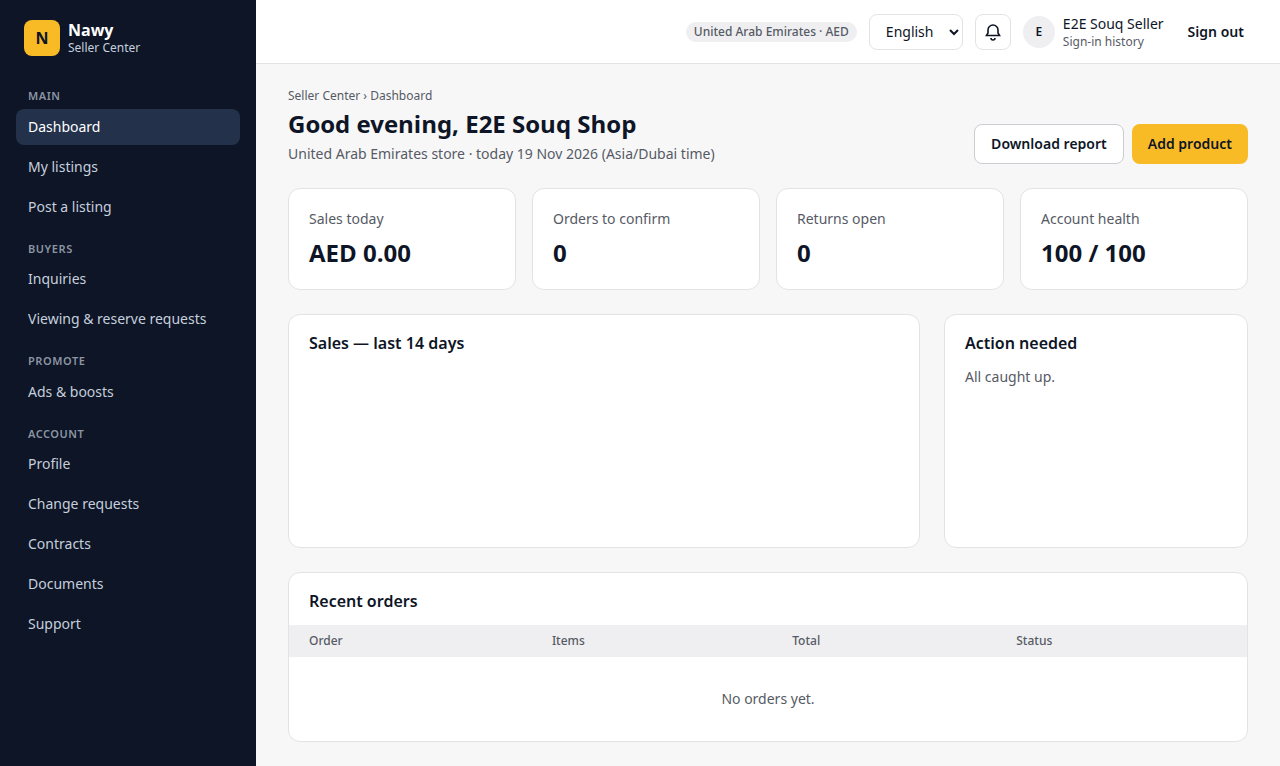 N
Nawy
Seller Center
MAIN
Dashboard
My listings
Post a listing
BUYERS
Inquiries
Viewing & reserve requests
PROMOTE
Ads & boosts
ACCOUNT
Profile
Change requests
Contracts
Documents
Support
United Arab Emirates · AED
English
E
E2E Souq Seller
Sign-in history
Sign out
Seller Center › Dashboard
Good evening, E2E Souq Shop
United Arab Emirates store · today 19 Nov 2026 (Asia/Dubai time)
Download report
Add product
Sales today
AED 0.00
Orders to confirm
0
Returns open
0
Account health
100 / 100
Sales — last 14 days
Action needed
All caught up.
Recent orders
Order Items Total Status
No orders yet.